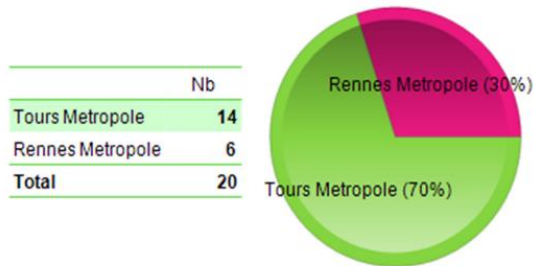 Nb
Tours Metropole 14
Rennes Metropole 6
Total 20
Rennes Metropole (30%)
Tours Metropole (70%)